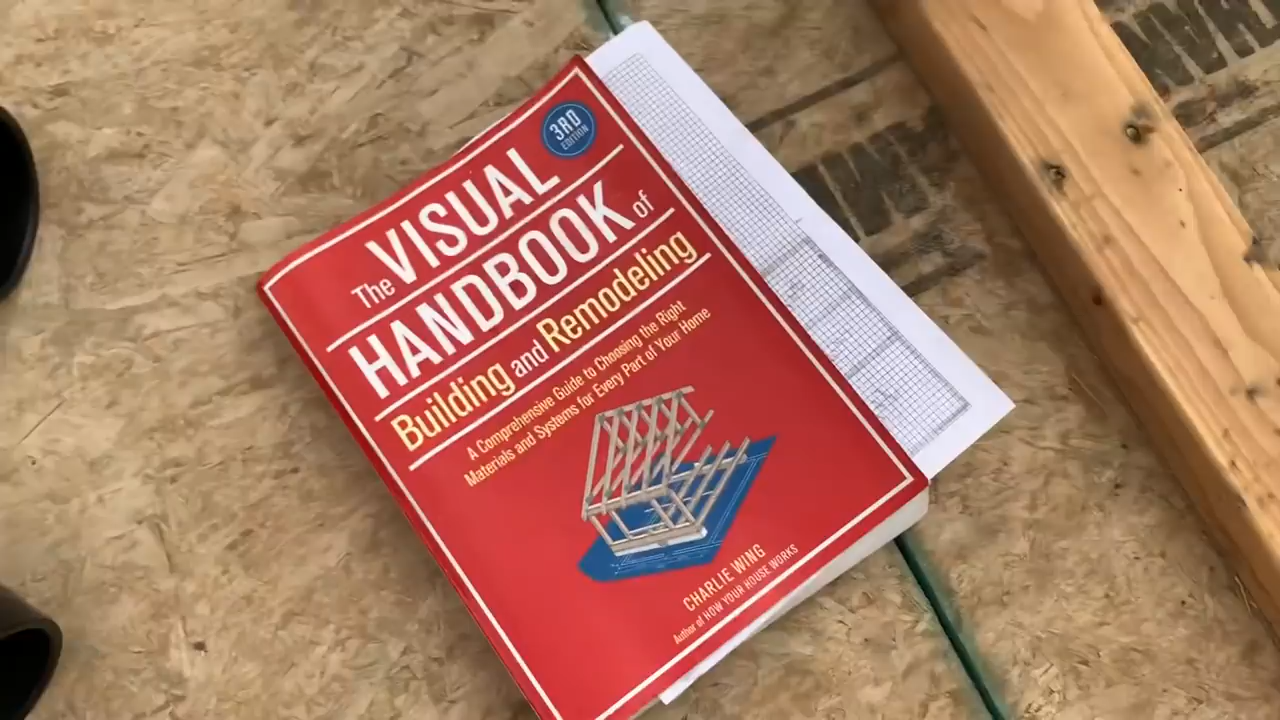 3RD
EDITION
The VISUAL
HANDBOOK of
Building and Remodeling
A Comprehensive Guide to Choosing the Right
Materials and Systems for Every Part of Your Home
CHARLIE WING
Author of HOW YOUR HOUSE WORKS